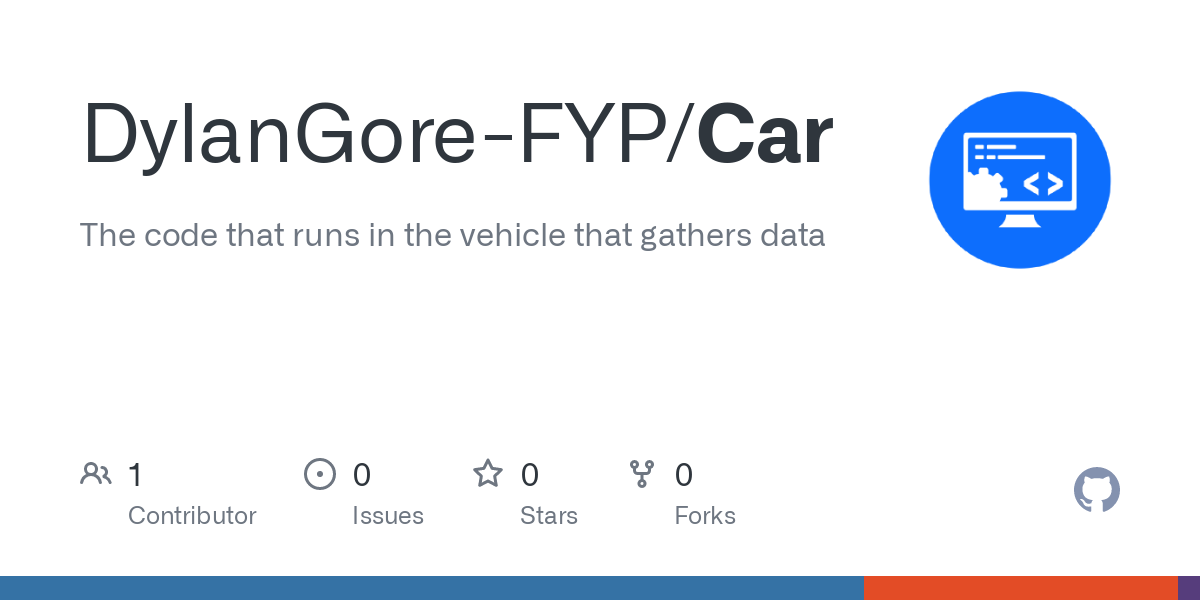 DylanGore-FYP/Car
The code that runs in the vehicle that gathers data
1
Contributor
0
Issues
0
Stars
0
Forks